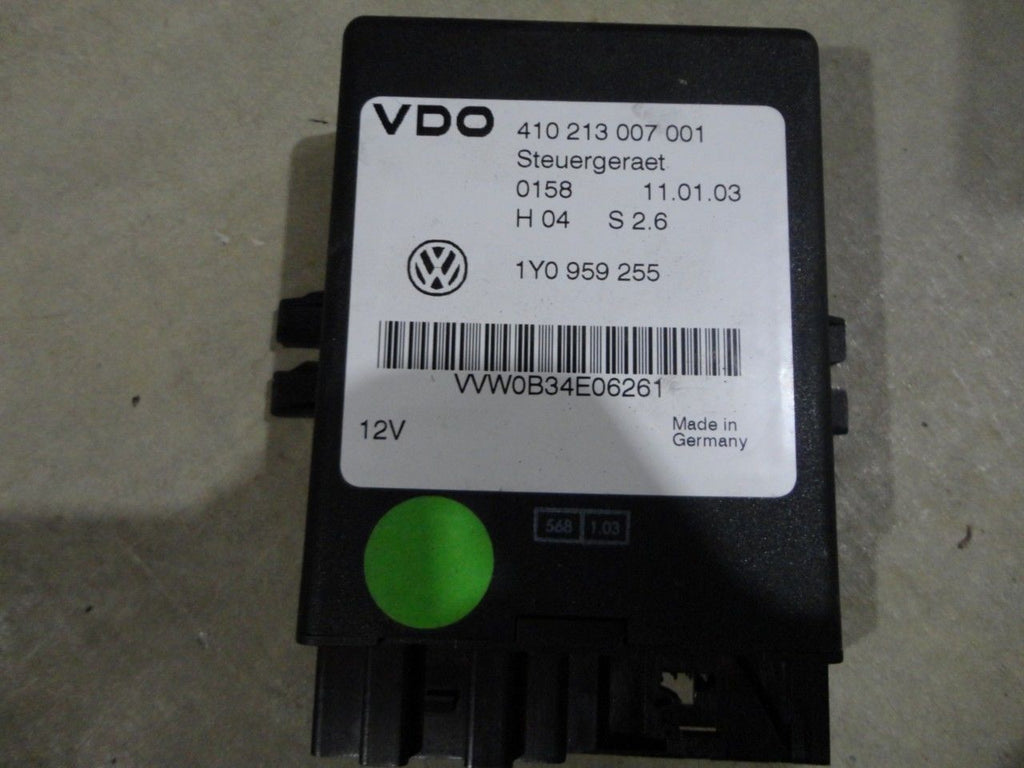 VDO
410 213 007 001
Steuergeraet
0158 11.01.03
H 04 S 2.6
VW
1Y0 959 255
VVW0B34E06261
12V
Made in
Germany
568 1.03